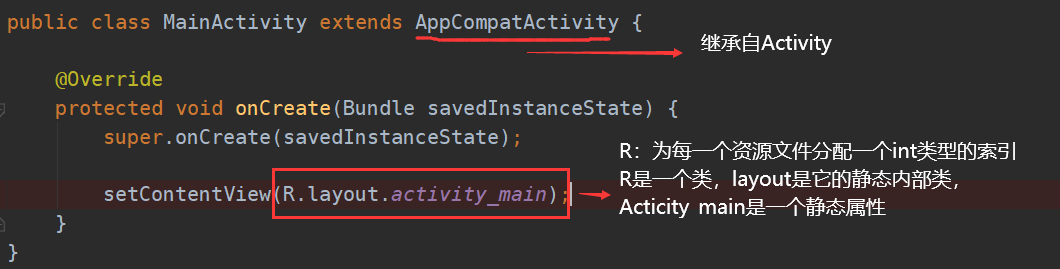 public class MainActivity extends AppCompatActivity {
继承自Activity
@Override
protected void onCreate(Bundle savedInstanceState) {
super.onCreate(savedInstanceState);
R：为每一个资源文件分配一个int类型的索引
R是一个类，layout是它的静态内部类，
setContentView(R.layout.activity_main);
Acticity main是一个静态属性
}
}